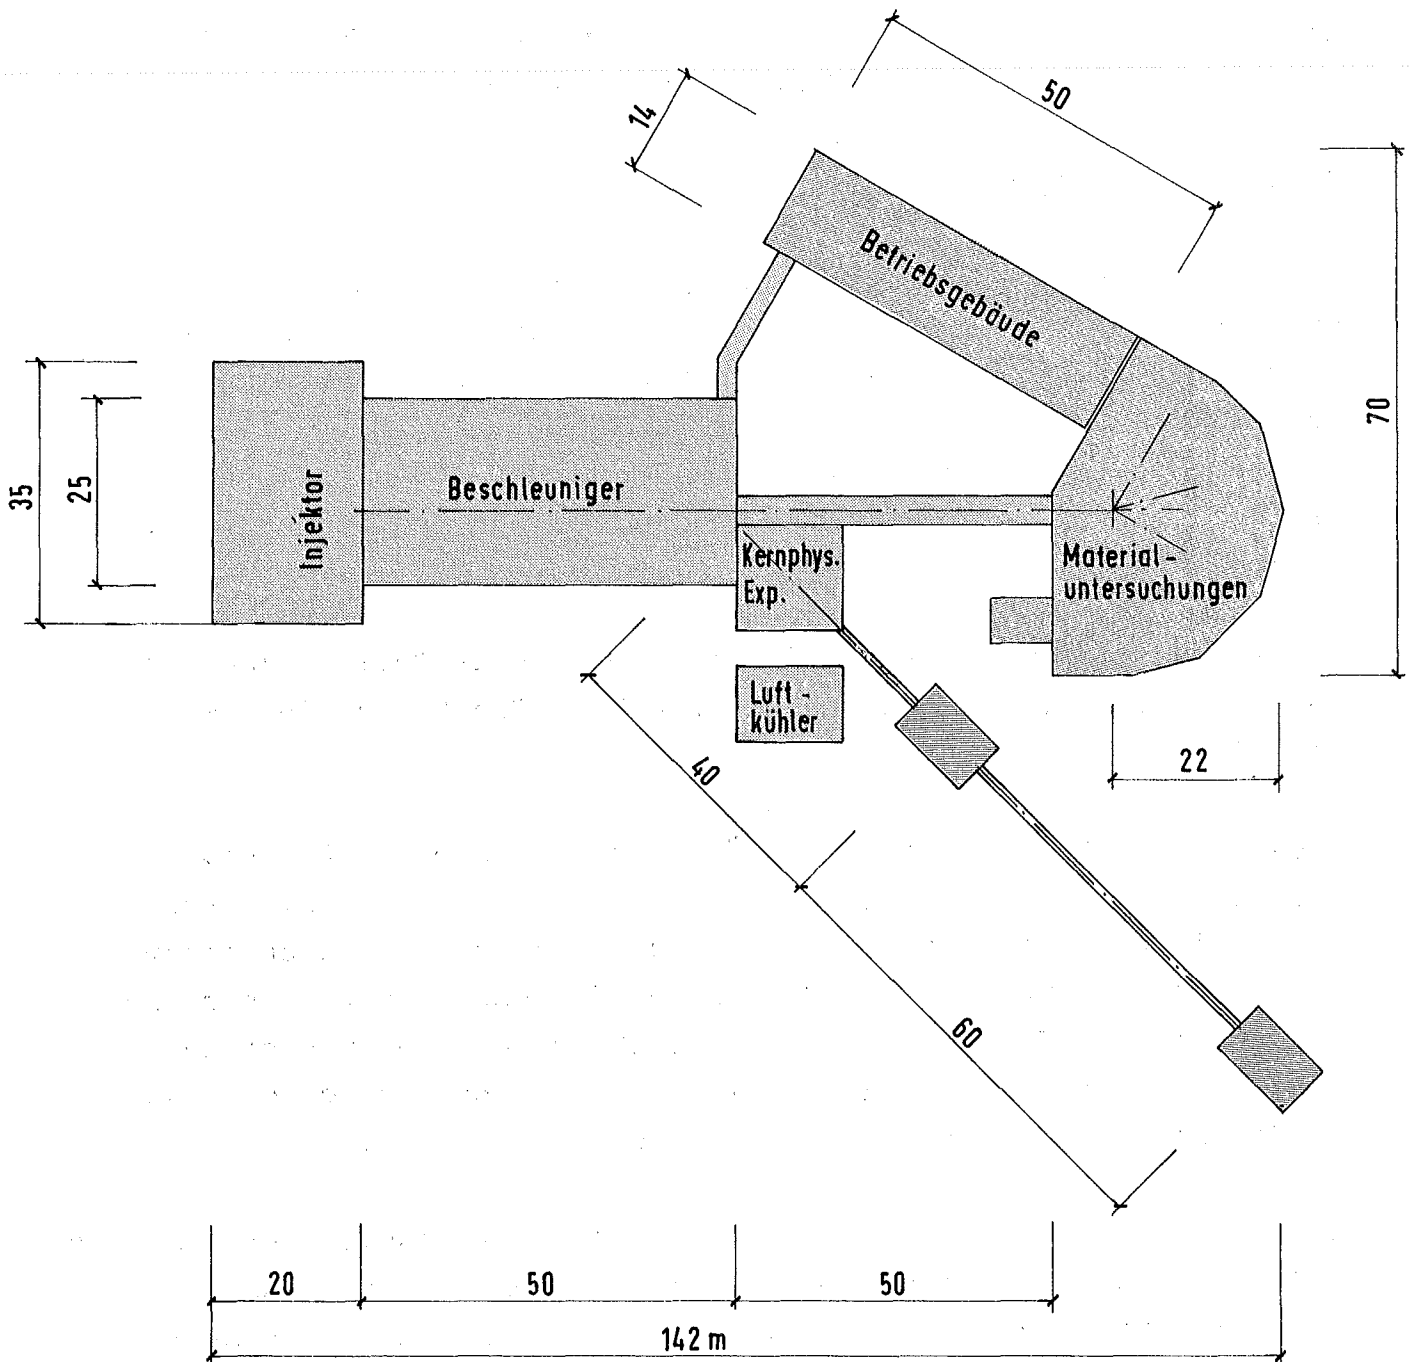 50
14
Betriebsgebäude
70
35
25
Injektor
Beschleuniger
Kernphys.
Exp.
Material-
untersuchungen
Luft-
kühler
22
40
60
20
50
50
142 m